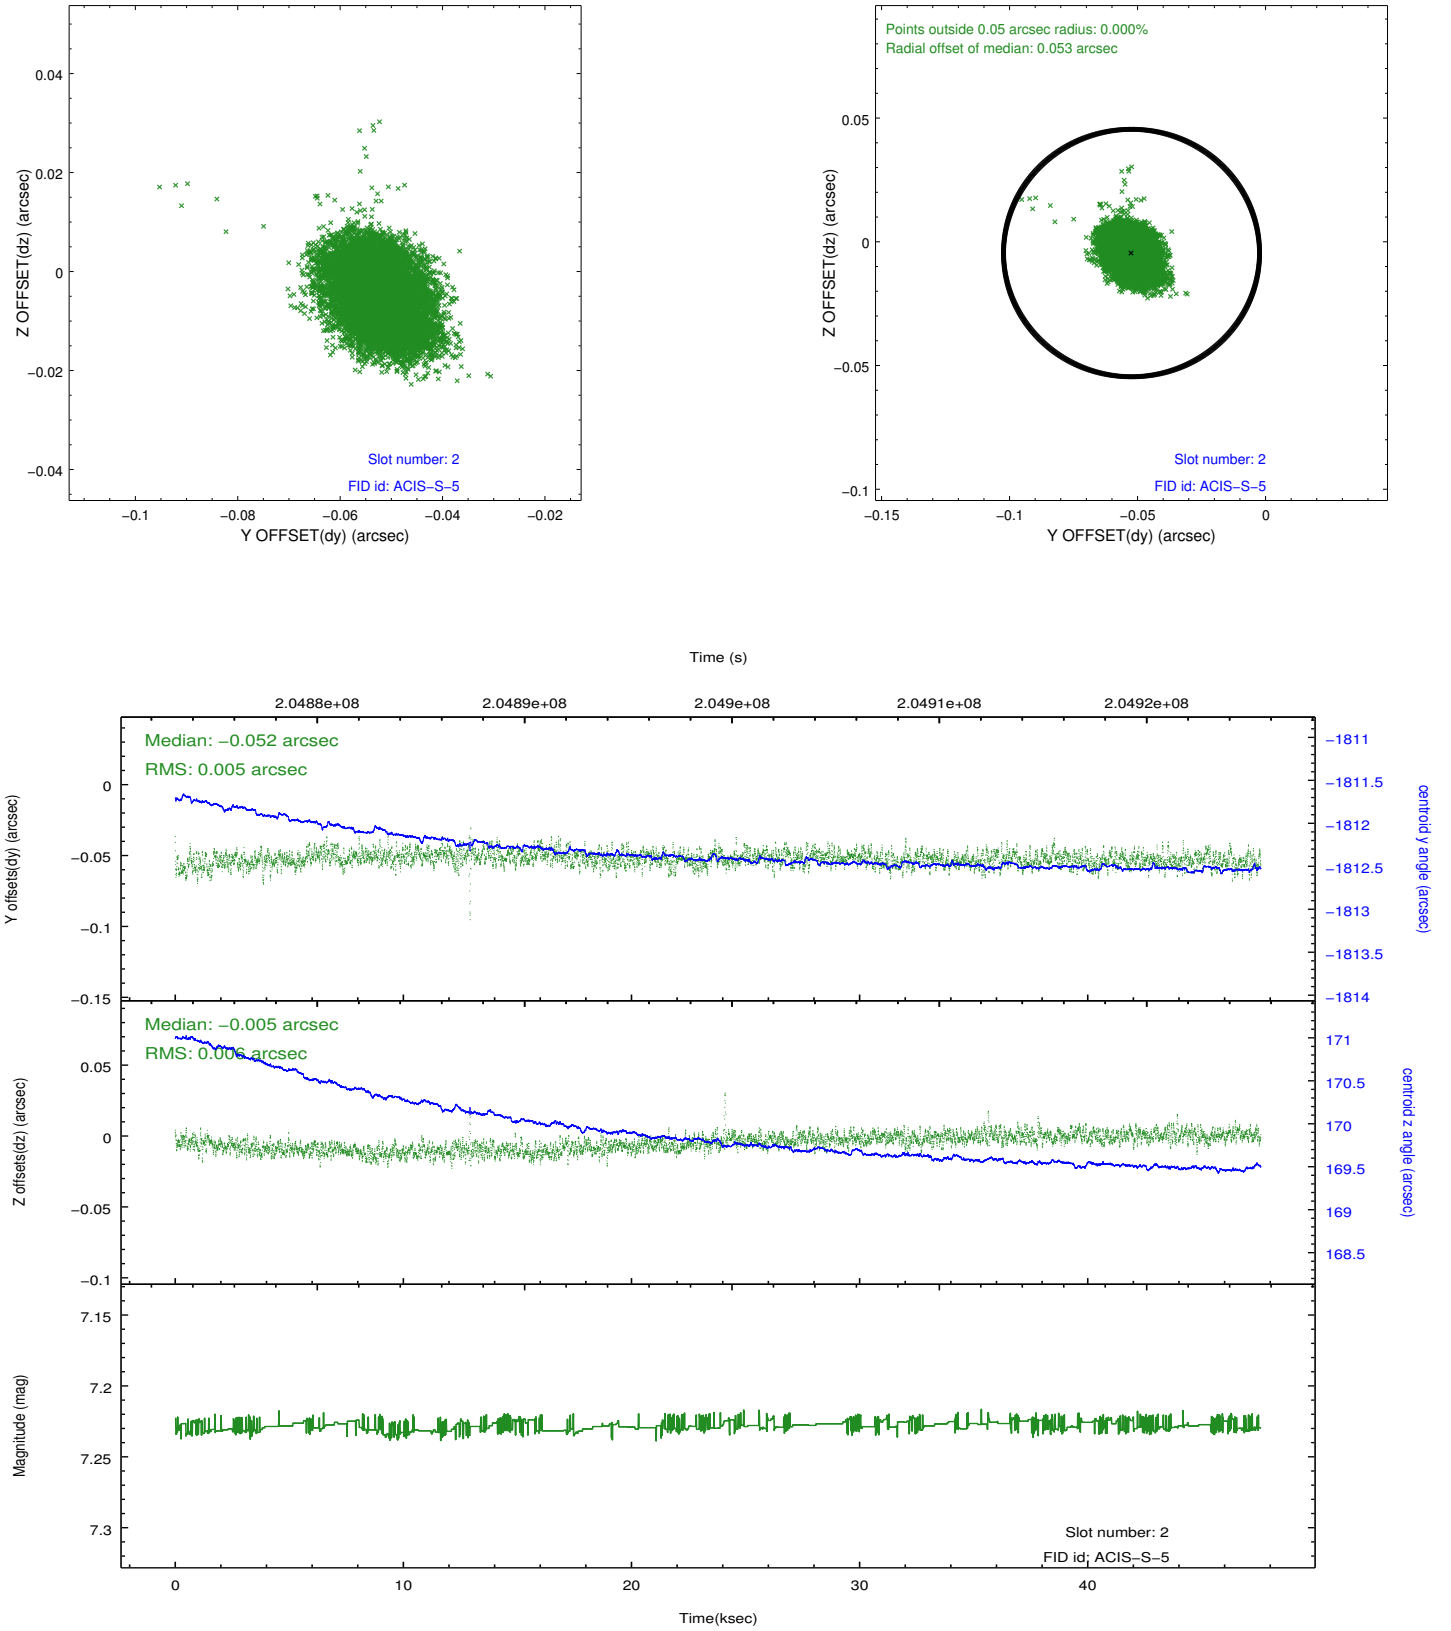 Z OFFSET(dz) (arcsec)
0.04
0.02
0
−0.02
−0.04
Slot number: 2
FID id: ACIS−S−5
−0.1
−0.08
−0.06
−0.04
−0.02
Y OFFSET(dy) (arcsec)
Points outside 0.05 arcsec radius: 0.000%
Radial offset of median: 0.053 arcsec
Z OFFSET(dz) (arcsec)
0.05
0
−0.05
−0.1
Slot number: 2
FID id: ACIS−S−5
−0.15
−0.1
−0.05
0
Y OFFSET(dy) (arcsec)
Time (s)
2.0488e+08
2.0489e+08
2.049e+08
2.0491e+08
2.0492e+08
Median: −0.052 arcsec
RMS: 0.005 arcsec
Y offsets(dy) (arcsec)
0
−0.05
−0.1
−0.15
−1811
−1811.5
−1812
−1812.5
−1813
−1813.5
−1814
centroid y angle (arcsec)
Median: −0.005 arcsec
RMS: 0.006 arcsec
Z offsets(dz) (arcsec)
0.05
0
−0.05
−0.1
171
170.5
170
169.5
169
168.5
centroid z angle (arcsec)
Magnitude (mag)
7.15
7.2
7.25
7.3
Slot number: 2
FID id: ACIS−S−5
0
10
20
30
40
Time(ksec)